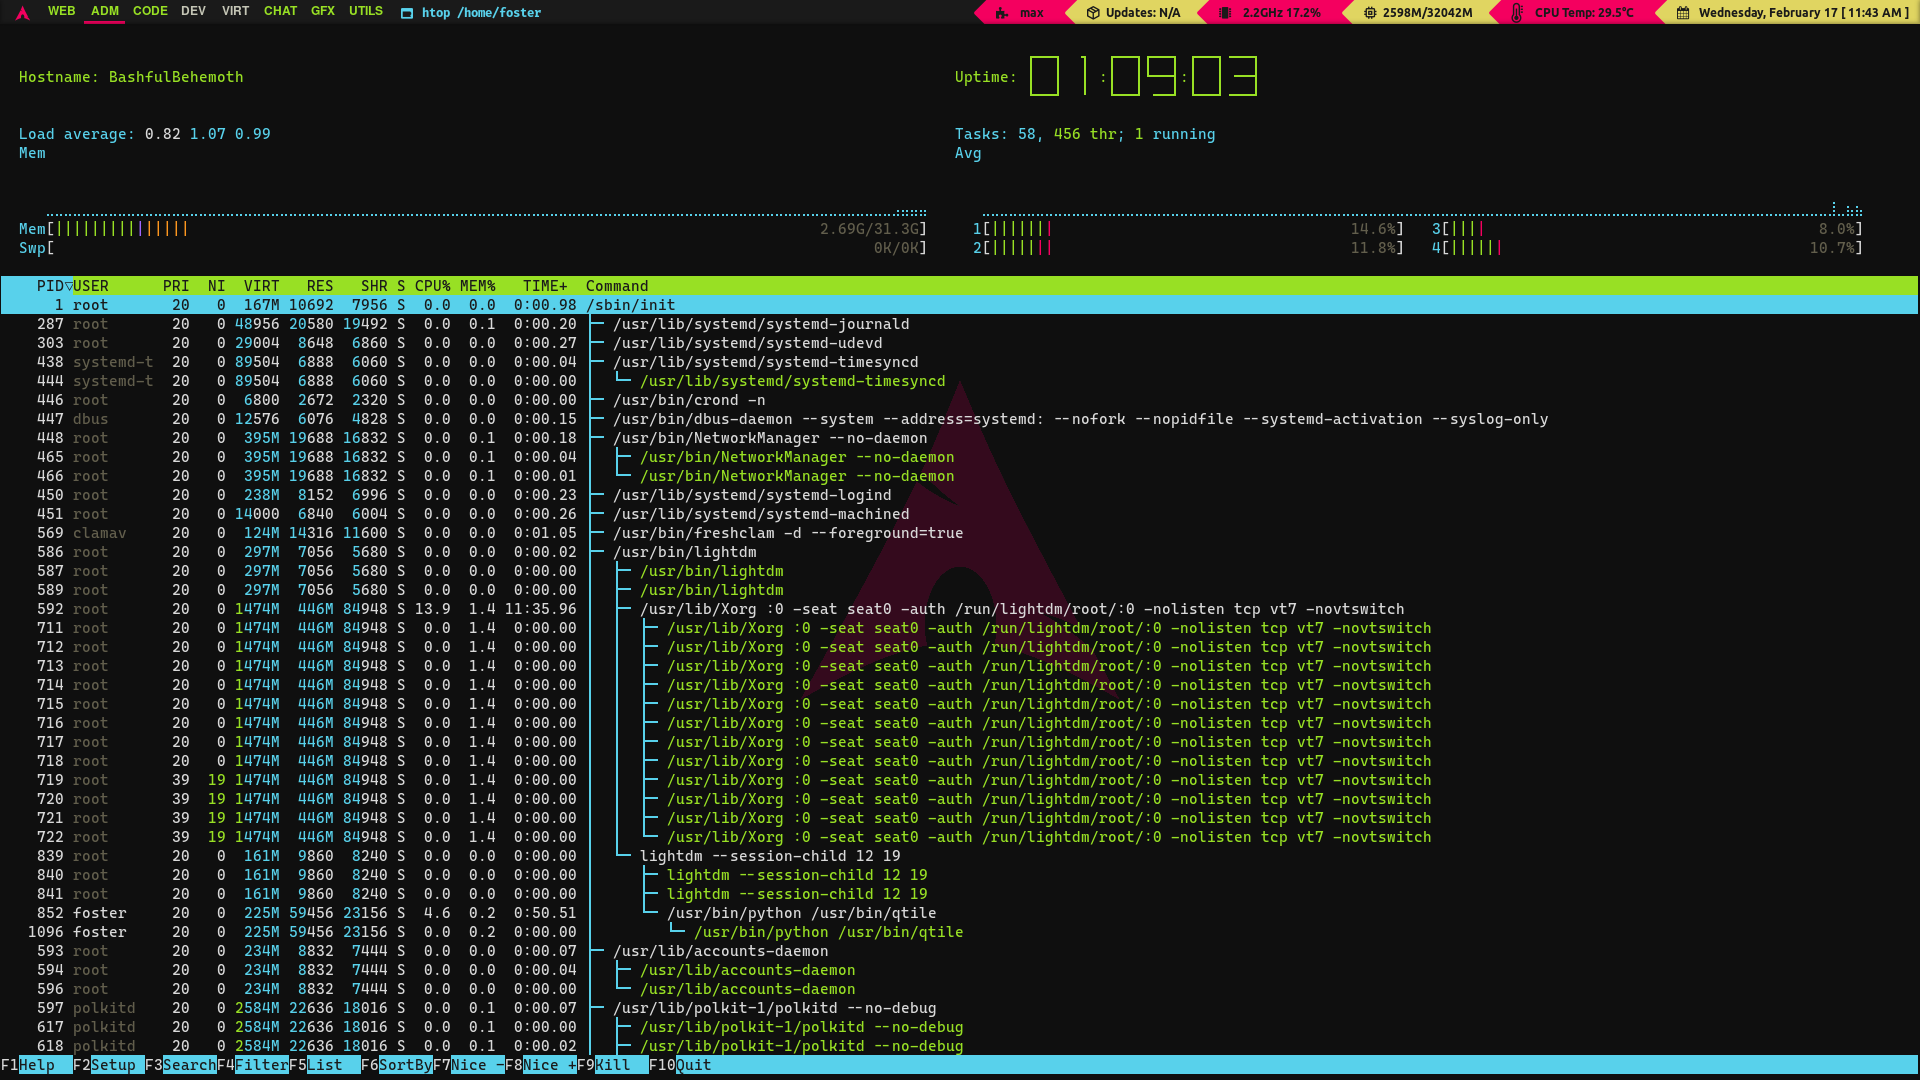 WEB ADM CODE DEV VIRT CHAT GFX UTILS htop /home/foster max Updates: N/A 2.2GHz 17.2% 2598M/32042M CPU Temp: 29.5°C Wednesday, February 17 [ 11:43 AM ]
Hostname: BashfulBehemoth Uptime: 01:09:03
Load average: 0.82 1.07 0.99 Tasks: 58, 456 thr; 1 running
Mem Avg
Mem[||||||||||||||| 2.69G/31.3G] 1[||||||| 14.6%] 3[|||| 8.0%]
Swp[ 0K/0K] 2[||||||| 11.8%] 4[|||||| 10.7%]
PID▽USER PRI NI VIRT RES SHR S CPU% MEM% TIME+ Command
1 root 20 0 167M 10692 7956 S 0.0 0.0 0:00.98 /sbin/init
287 root 20 0 48956 20580 19492 S 0.0 0.1 0:00.20 ├─ /usr/lib/systemd/systemd-journald
303 root 20 0 29004 8648 6860 S 0.0 0.0 0:00.27 ├─ /usr/lib/systemd/systemd-udevd
438 systemd-t 20 0 89504 6888 6060 S 0.0 0.0 0:00.04 ├─ /usr/lib/systemd/systemd-timesyncd
444 systemd-t 20 0 89504 6888 6060 S 0.0 0.0 0:00.00 │ └─ /usr/lib/systemd/systemd-timesyncd
446 root 20 0 6800 2672 2320 S 0.0 0.0 0:00.00 ├─ /usr/bin/crond -n
447 dbus 20 0 12576 6076 4828 S 0.0 0.0 0:00.15 ├─ /usr/bin/dbus-daemon --system --address=systemd: --nofork --nopidfile --systemd-activation --syslog-only
448 root 20 0 395M 19688 16832 S 0.0 0.1 0:00.18 ├─ /usr/bin/NetworkManager --no-daemon
465 root 20 0 395M 19688 16832 S 0.0 0.1 0:00.04 │ ├─ /usr/bin/NetworkManager --no-daemon
466 root 20 0 395M 19688 16832 S 0.0 0.1 0:00.01 │ └─ /usr/bin/NetworkManager --no-daemon
450 root 20 0 238M 8152 6996 S 0.0 0.0 0:00.23 ├─ /usr/lib/systemd/systemd-logind
451 root 20 0 14000 6840 6004 S 0.0 0.0 0:00.26 ├─ /usr/lib/systemd/systemd-machined
569 clamav 20 0 124M 14316 11600 S 0.0 0.0 0:01.05 ├─ /usr/bin/freshclam -d --foreground=true
586 root 20 0 297M 7056 5680 S 0.0 0.0 0:00.02 ├─ /usr/bin/lightdm
587 root 20 0 297M 7056 5680 S 0.0 0.0 0:00.00 │ ├─ /usr/bin/lightdm
589 root 20 0 297M 7056 5680 S 0.0 0.0 0:00.00 │ ├─ /usr/bin/lightdm
592 root 20 0 1474M 446M 84948 S 13.9 1.4 11:35.96 │ ├─ /usr/lib/Xorg :0 -seat seat0 -auth /run/lightdm/root/:0 -nolisten tcp vt7 -novtswitch
711 root 20 0 1474M 446M 84948 S 0.0 1.4 0:00.00 │ │ ├─ /usr/lib/Xorg :0 -seat seat0 -auth /run/lightdm/root/:0 -nolisten tcp vt7 -novtswitch
712 root 20 0 1474M 446M 84948 S 0.0 1.4 0:00.00 │ │ ├─ /usr/lib/Xorg :0 -seat seat0 -auth /run/lightdm/root/:0 -nolisten tcp vt7 -novtswitch
713 root 20 0 1474M 446M 84948 S 0.0 1.4 0:00.00 │ │ ├─ /usr/lib/Xorg :0 -seat seat0 -auth /run/lightdm/root/:0 -nolisten tcp vt7 -novtswitch
714 root 20 0 1474M 446M 84948 S 0.0 1.4 0:00.00 │ │ ├─ /usr/lib/Xorg :0 -seat seat0 -auth /run/lightdm/root/:0 -nolisten tcp vt7 -novtswitch
715 root 20 0 1474M 446M 84948 S 0.0 1.4 0:00.00 │ │ ├─ /usr/lib/Xorg :0 -seat seat0 -auth /run/lightdm/root/:0 -nolisten tcp vt7 -novtswitch
716 root 20 0 1474M 446M 84948 S 0.0 1.4 0:00.00 │ │ ├─ /usr/lib/Xorg :0 -seat seat0 -auth /run/lightdm/root/:0 -nolisten tcp vt7 -novtswitch
717 root 20 0 1474M 446M 84948 S 0.0 1.4 0:00.00 │ │ ├─ /usr/lib/Xorg :0 -seat seat0 -auth /run/lightdm/root/:0 -nolisten tcp vt7 -novtswitch
718 root 20 0 1474M 446M 84948 S 0.0 1.4 0:00.00 │ │ ├─ /usr/lib/Xorg :0 -seat seat0 -auth /run/lightdm/root/:0 -nolisten tcp vt7 -novtswitch
719 root 39 19 1474M 446M 84948 S 0.0 1.4 0:00.00 │ │ ├─ /usr/lib/Xorg :0 -seat seat0 -auth /run/lightdm/root/:0 -nolisten tcp vt7 -novtswitch
720 root 39 19 1474M 446M 84948 S 0.0 1.4 0:00.00 │ │ ├─ /usr/lib/Xorg :0 -seat seat0 -auth /run/lightdm/root/:0 -nolisten tcp vt7 -novtswitch
721 root 39 19 1474M 446M 84948 S 0.0 1.4 0:00.00 │ │ ├─ /usr/lib/Xorg :0 -seat seat0 -auth /run/lightdm/root/:0 -nolisten tcp vt7 -novtswitch
722 root 39 19 1474M 446M 84948 S 0.0 1.4 0:00.00 │ │ └─ /usr/lib/Xorg :0 -seat seat0 -auth /run/lightdm/root/:0 -nolisten tcp vt7 -novtswitch
839 root 20 0 161M 9860 8240 S 0.0 0.0 0:00.00 │ └─ lightdm --session-child 12 19
840 root 20 0 161M 9860 8240 S 0.0 0.0 0:00.00 │ ├─ lightdm --session-child 12 19
841 root 20 0 161M 9860 8240 S 0.0 0.0 0:00.00 │ ├─ lightdm --session-child 12 19
852 foster 20 0 225M 59456 23156 S 4.6 0.2 0:50.51 │ └─ /usr/bin/python /usr/bin/qtile
1096 foster 20 0 225M 59456 23156 S 0.0 0.2 0:00.00 │ └─ /usr/bin/python /usr/bin/qtile
593 root 20 0 234M 8832 7444 S 0.0 0.0 0:00.07 ├─ /usr/lib/accounts-daemon
594 root 20 0 234M 8832 7444 S 0.0 0.0 0:00.04 │ ├─ /usr/lib/accounts-daemon
596 root 20 0 234M 8832 7444 S 0.0 0.0 0:00.00 │ └─ /usr/lib/accounts-daemon
597 polkitd 20 0 2584M 22636 18016 S 0.0 0.1 0:00.07 ├─ /usr/lib/polkit-1/polkitd --no-debug
617 polkitd 20 0 2584M 22636 18016 S 0.0 0.1 0:00.00 │ ├─ /usr/lib/polkit-1/polkitd --no-debug
618 polkitd 20 0 2584M 22636 18016 S 0.0 0.1 0:00.02 │ ├─ /usr/lib/polkit-1/polkitd --no-debug
F1Help F2Setup F3SearchF4FilterF5List F6SortByF7Nice -F8Nice +F9Kill F10Quit